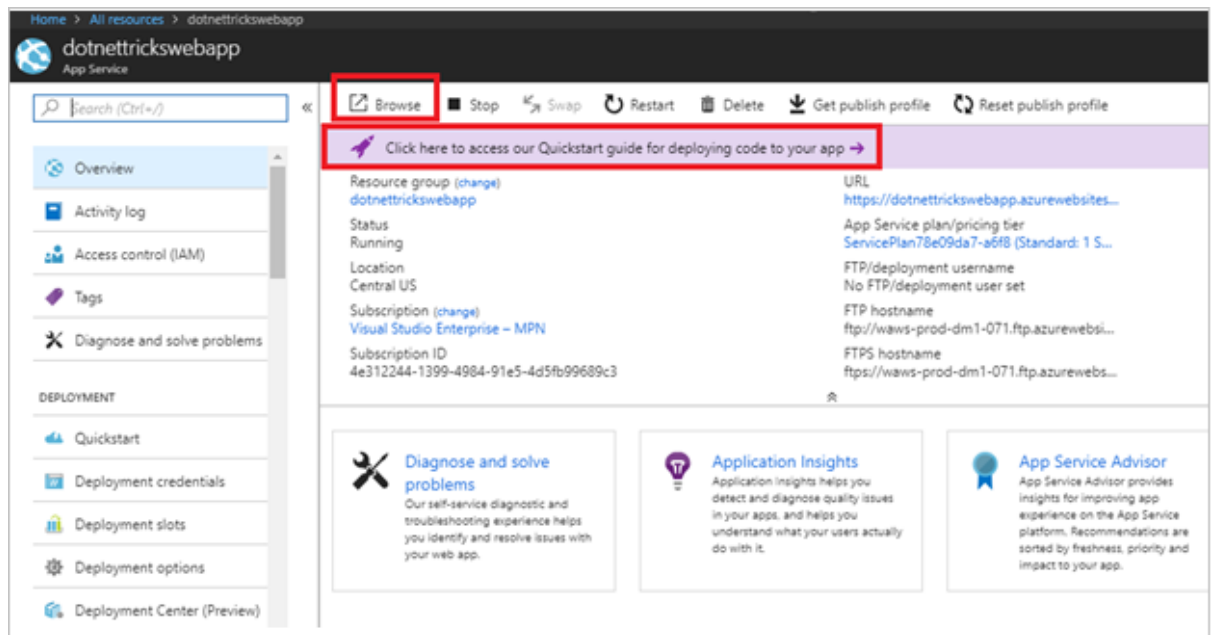 Home > All resources > dotnettrickswebapp
dotnettrickswebapp
App Service
Search (Ctrl+/)
«
Overview
Activity log
Access control (IAM)
Tags
Diagnose and solve problems
DEPLOYMENT
Quickstart
Deployment credentials
Deployment slots
Deployment options
Deployment Center (Preview)
Browse Stop Swap Restart Delete Get publish profile Reset publish profile
Click here to access our Quickstart guide for deploying code to your app →
Resource group (change)
dotnettrickswebapp
Status
Running
Location
Central US
Subscription (change)
Visual Studio Enterprise – MPN
Subscription ID
4e312244-1399-4984-91e5-4d5fb99689c3
URL
https://dotnettrickswebapp.azurewebsites...
App Service plan/pricing tier
ServicePlan78e09da7-a6f8 (Standard: 1 S...
FTP/deployment username
No FTP/deployment user set
FTP hostname
ftp://waws-prod-dm1-071.ftp.azurewebsi...
FTPS hostname
ftps://waws-prod-dm1-071.ftp.azurewebs...
Diagnose and solve
problems
Our self-service diagnostic and
troubleshooting experience helps
you identify and resolve issues with
your web app.
Application Insights
Application Insights helps you
detect and diagnose quality issues
in your apps, and helps you
understand what your users actually
do with it.
App Service Advisor
App Service Advisor provides
insights for improving app
experience on the App Service
platform. Recommendations are
sorted by freshness, priority and
impact to your app.